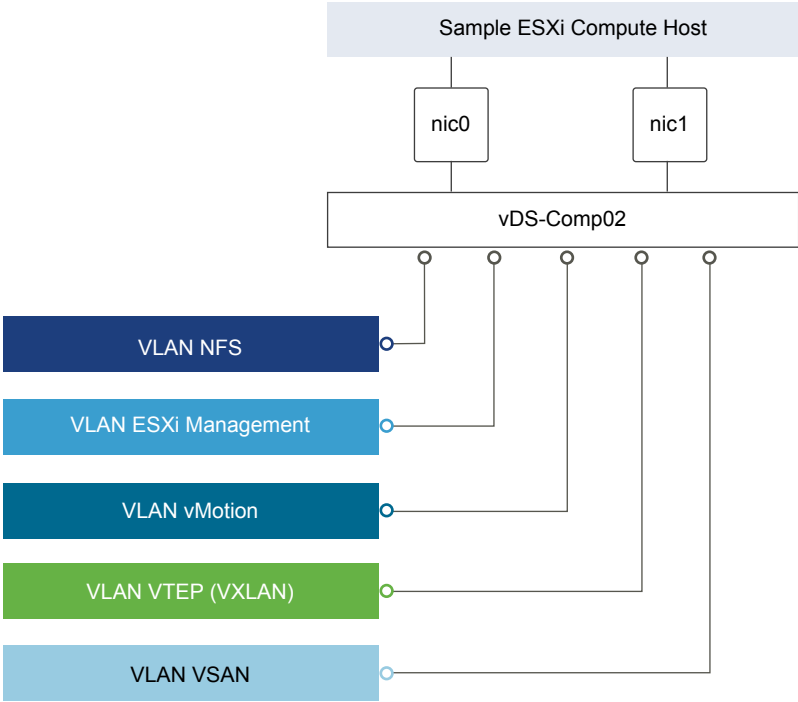 Sample ESXi Compute Host
nic0
nic1
vDS-Comp02
VLAN NFS
VLAN ESXi Management
VLAN vMotion
VLAN VTEP (VXLAN)
VLAN VSAN